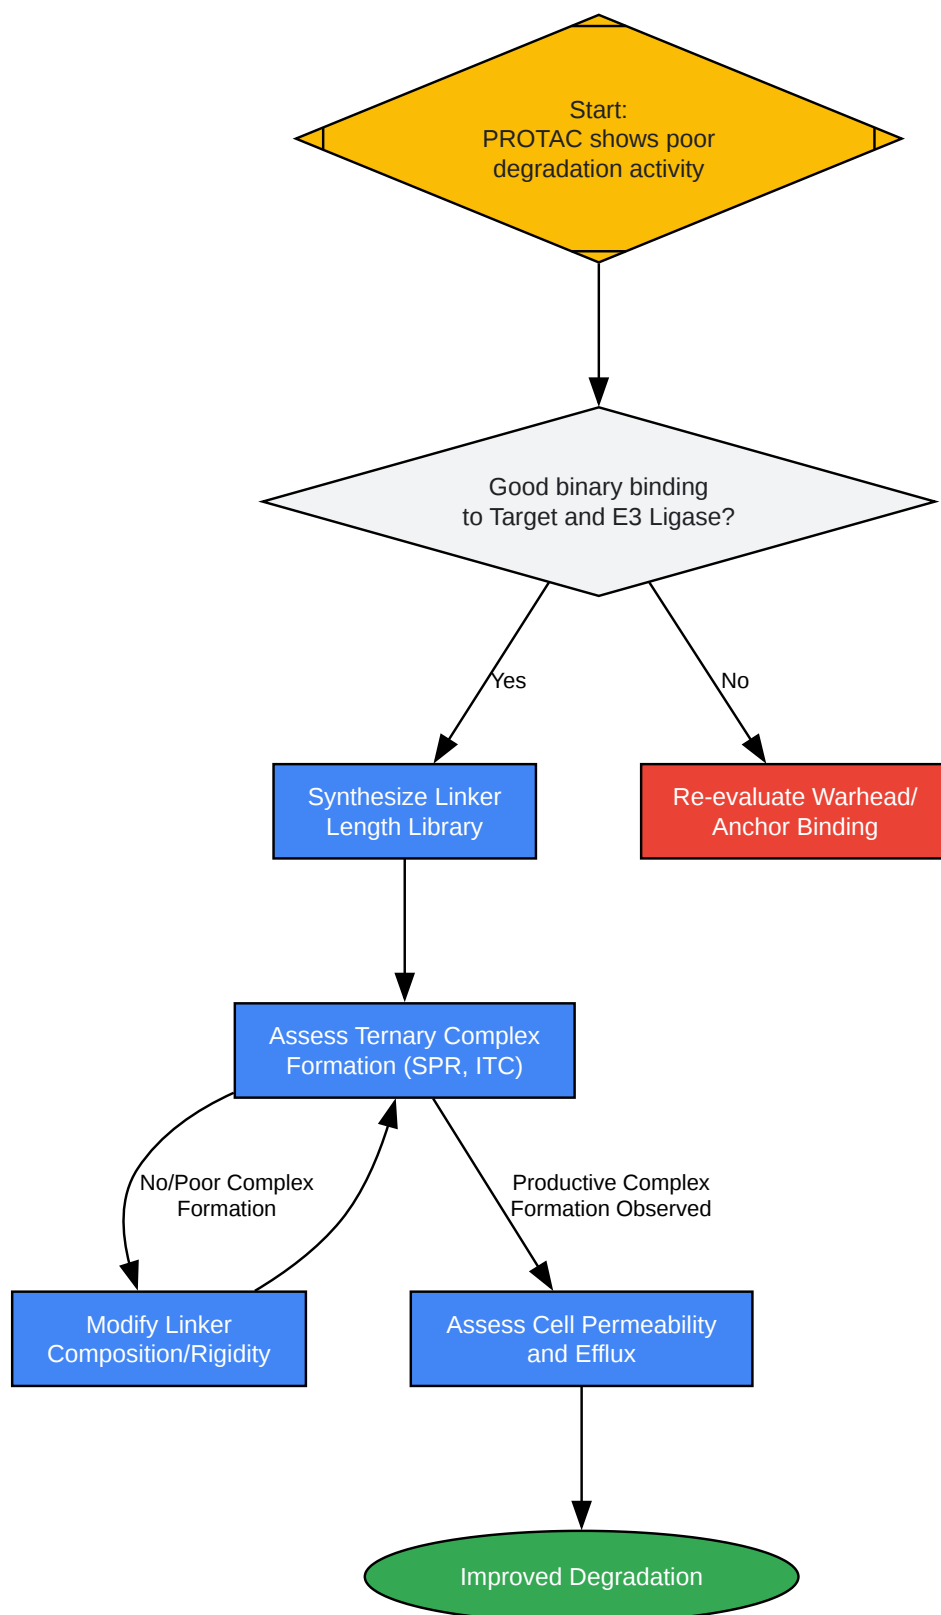 Start:
PROTAC shows poor
degradation activity
Good binary binding
to Target and E3 Ligase?
Yes
No
Synthesize Linker
Length Library
Re-evaluate Warhead/
Anchor Binding
Assess Ternary Complex
Formation (SPR, ITC)
No/Poor Complex
Formation
Productive Complex
Formation Observed
Modify Linker
Composition/Rigidity
Assess Cell Permeability
and Efflux
Improved Degradation